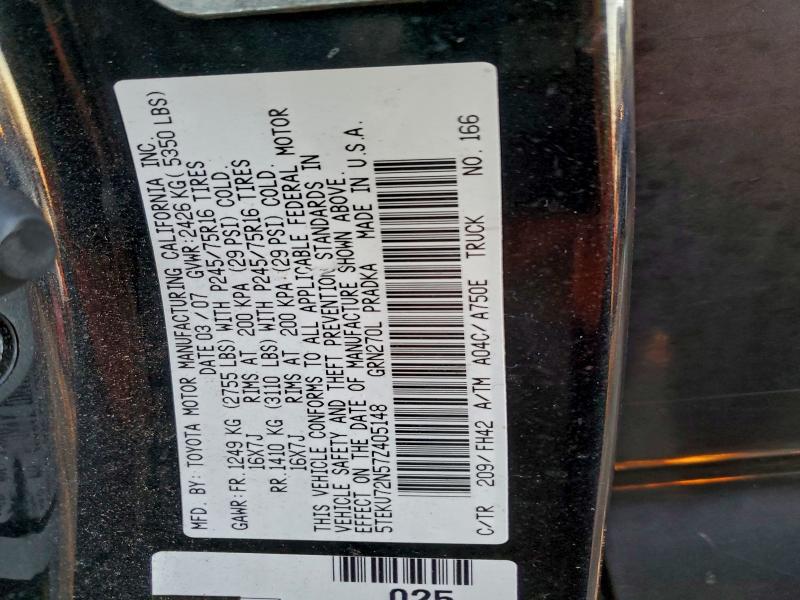 MFD. BY: TOYOTA MOTOR MANUFACTURING CALIFORNIA INC.
DATE 03 / 07 GVWR: 2426 KG( 5350 LBS)
GAWR: FR. 1249 KG (2755 LBS) WITH P245/75R16 TIRES
16X7J RIMS AT 200 KPA (29 PSI) COLD.
RR. 1410 KG (3110 LBS) WITH P245/75R16 TIRES
16X7J RIMS AT 200 KPA (29 PSI) COLD.
THIS VEHICLE CONFORMS TO ALL APPLICABLE FEDERAL MOTOR
VEHICLE SAFETY AND THEFT PREVENTION STANDARDS IN
EFFECT ON THE DATE OF MANUFACTURE SHOWN ABOVE.
5TEKU72N57Z405148 GRN270L PRADKA MADE IN U.S.A.
C/TR 209/FH42 A/TM A04C/A750E TRUCK NO. 166
025